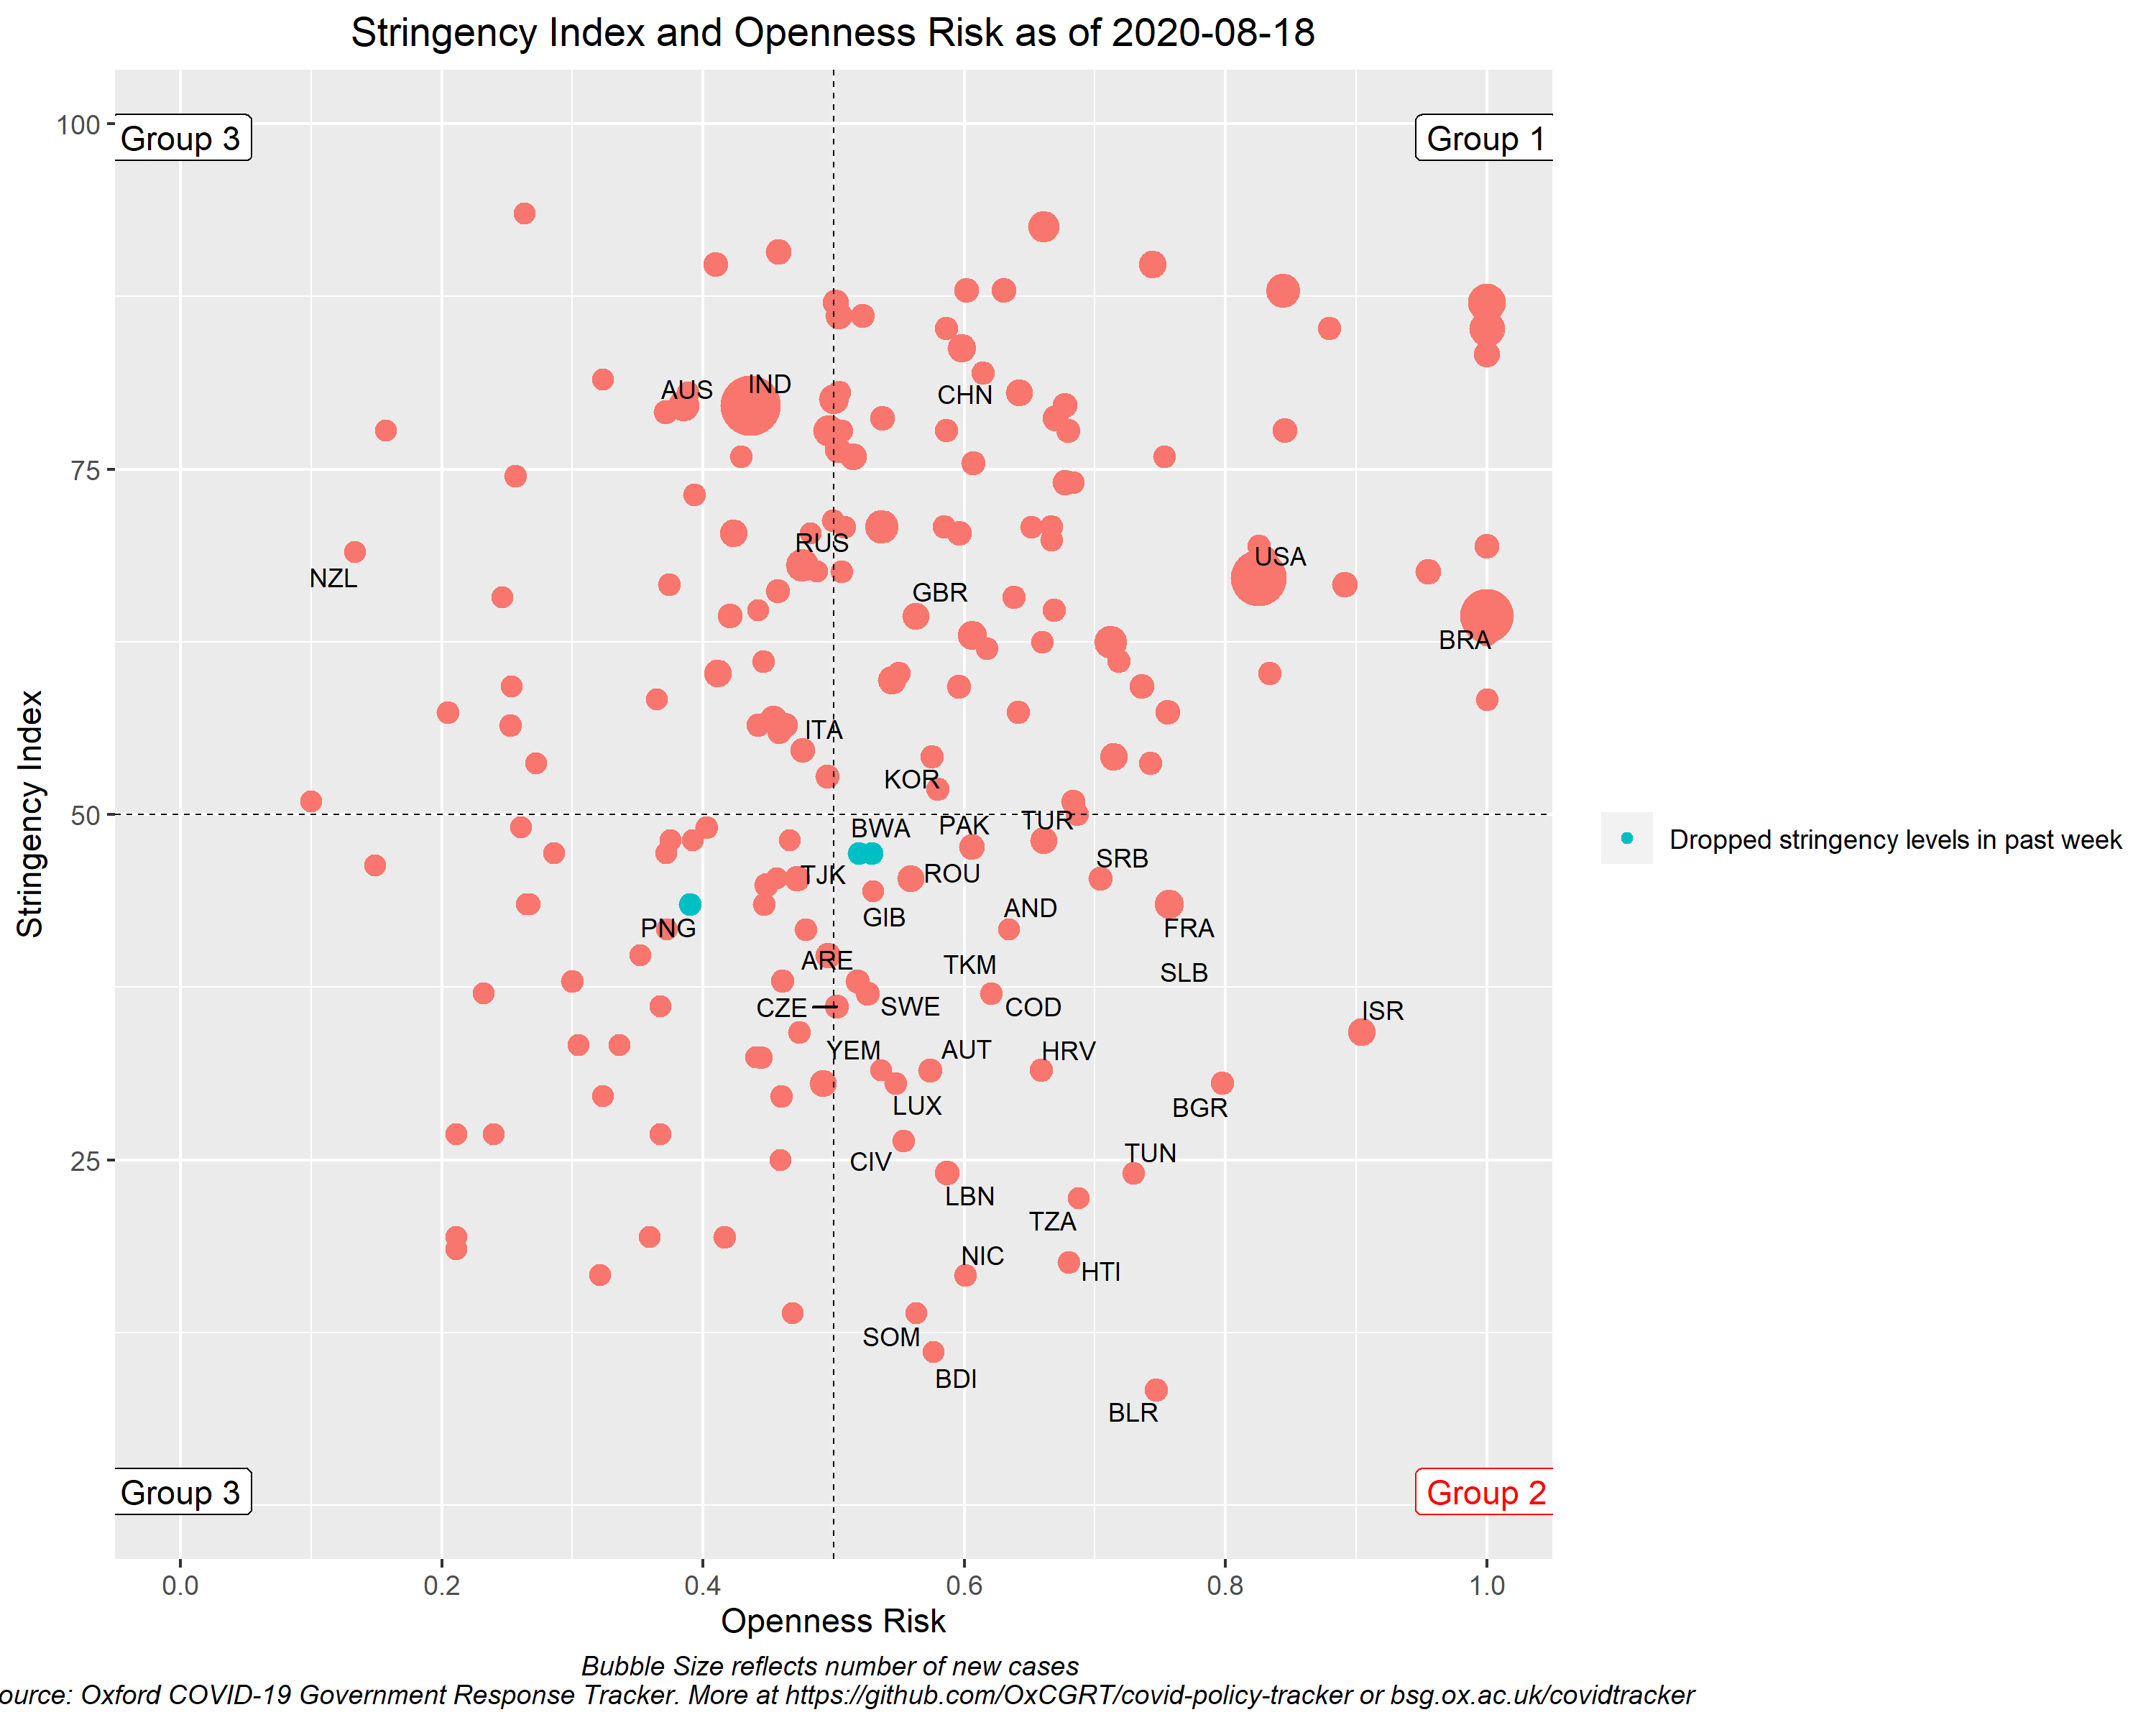 Stringency Index and Openness Risk as of 2020-08-18
100
Group 3
Group 1
AUS
IND
CHN
75
RUS
USA
NZL
GBR
BRA
ITA
KOR
Stringency Index
50
BWA
PAK
TUR
SRB
TJK
ROU
GIB
AND
PNG
FRA
ARE
TKM
SLB
CZE
SWE
COD
ISR
YEM
AUT
HRV
LUX
BGR
25
CIV
TUN
LBN
TZA
NIC
HTI
SOM
BDI
BLR
Group 3
Group 2
Dropped stringency levels in past week
0.0
0.2
0.4
0.6
0.8
1.0
Openness Risk
Bubble Size reflects number of new cases
ource: Oxford COVID-19 Government Response Tracker. More at https://github.com/OxCGRT/covid-policy-tracker or bsg.ox.ac.uk/covidtracker